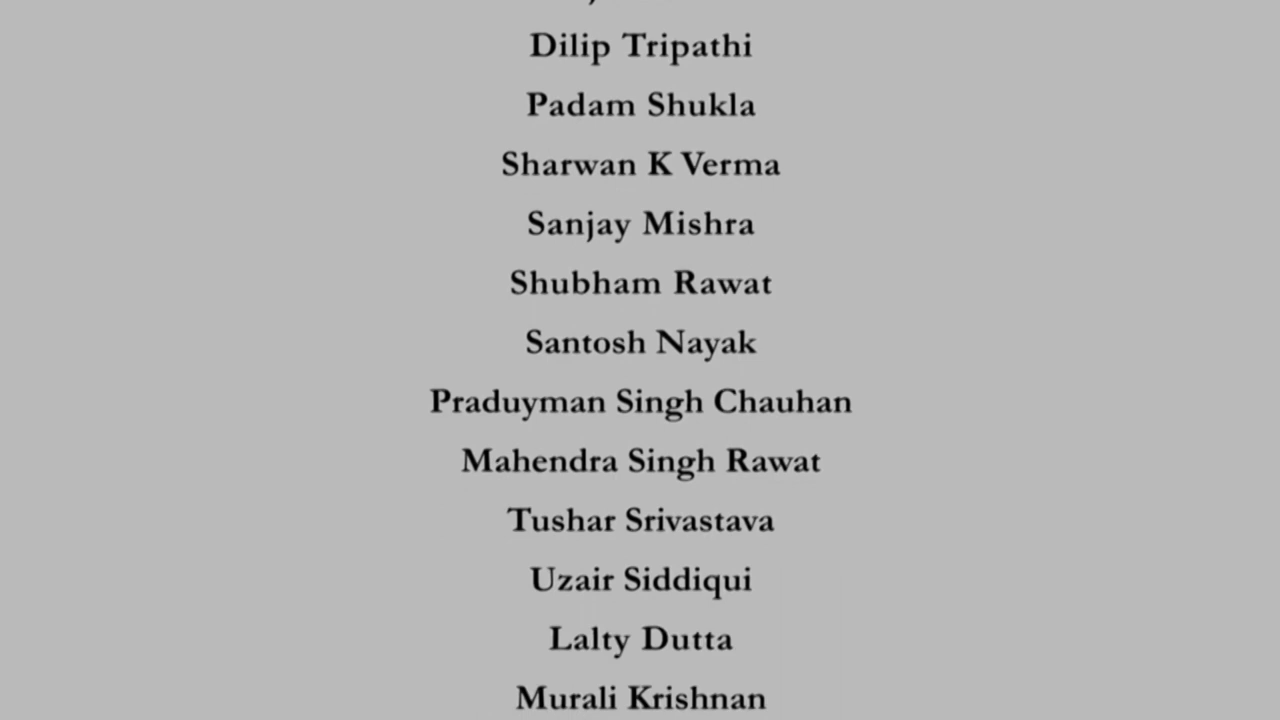 Dilip Tripathi
Padam Shukla
Sharwan K Verma
Sanjay Mishra
Shubham Rawat
Santosh Nayak
Praduyman Singh Chauhan
Mahendra Singh Rawat
Tushar Srivastava
Uzair Siddiqui
Lalty Dutta
Murali Krishnan